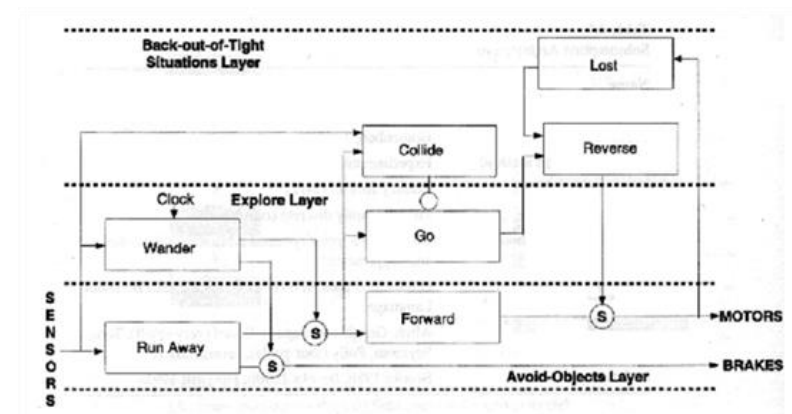 Back-out-of-Tight
Situations Layer
Lost
Collide
Reverse
Clock
Explore Layer
Wander
Go
SENSORS
Run Away
S
S
Forward
S
MOTORS
BRAKES
Avoid-Objects Layer